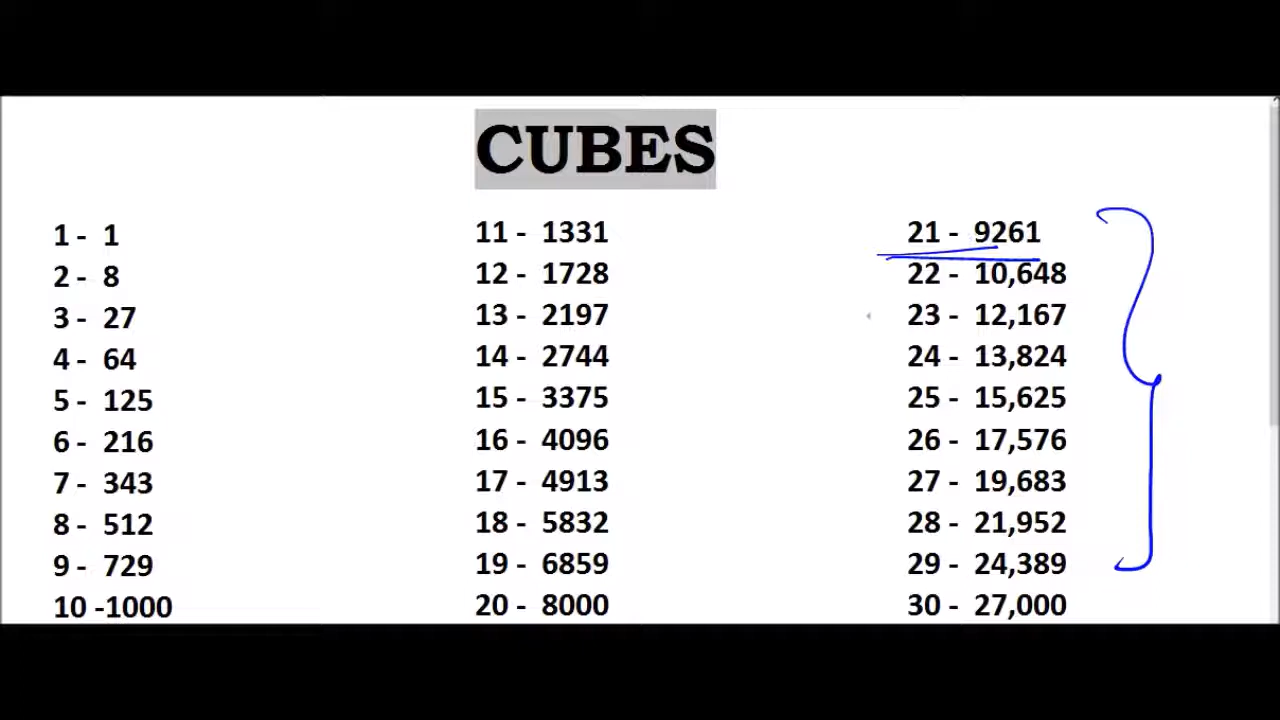 CUBES
1 - 1
2 - 8
3 - 27
4 - 64
5 - 125
6 - 216
7 - 343
8 - 512
9 - 729
10 -1000
11 - 1331
12 - 1728
13 - 2197
14 - 2744
15 - 3375
16 - 4096
17 - 4913
18 - 5832
19 - 6859
20 - 8000
21 - 9261
22 - 10,648
23 - 12,167
24 - 13,824
25 - 15,625
26 - 17,576
27 - 19,683
28 - 21,952
29 - 24,389
30 - 27,000